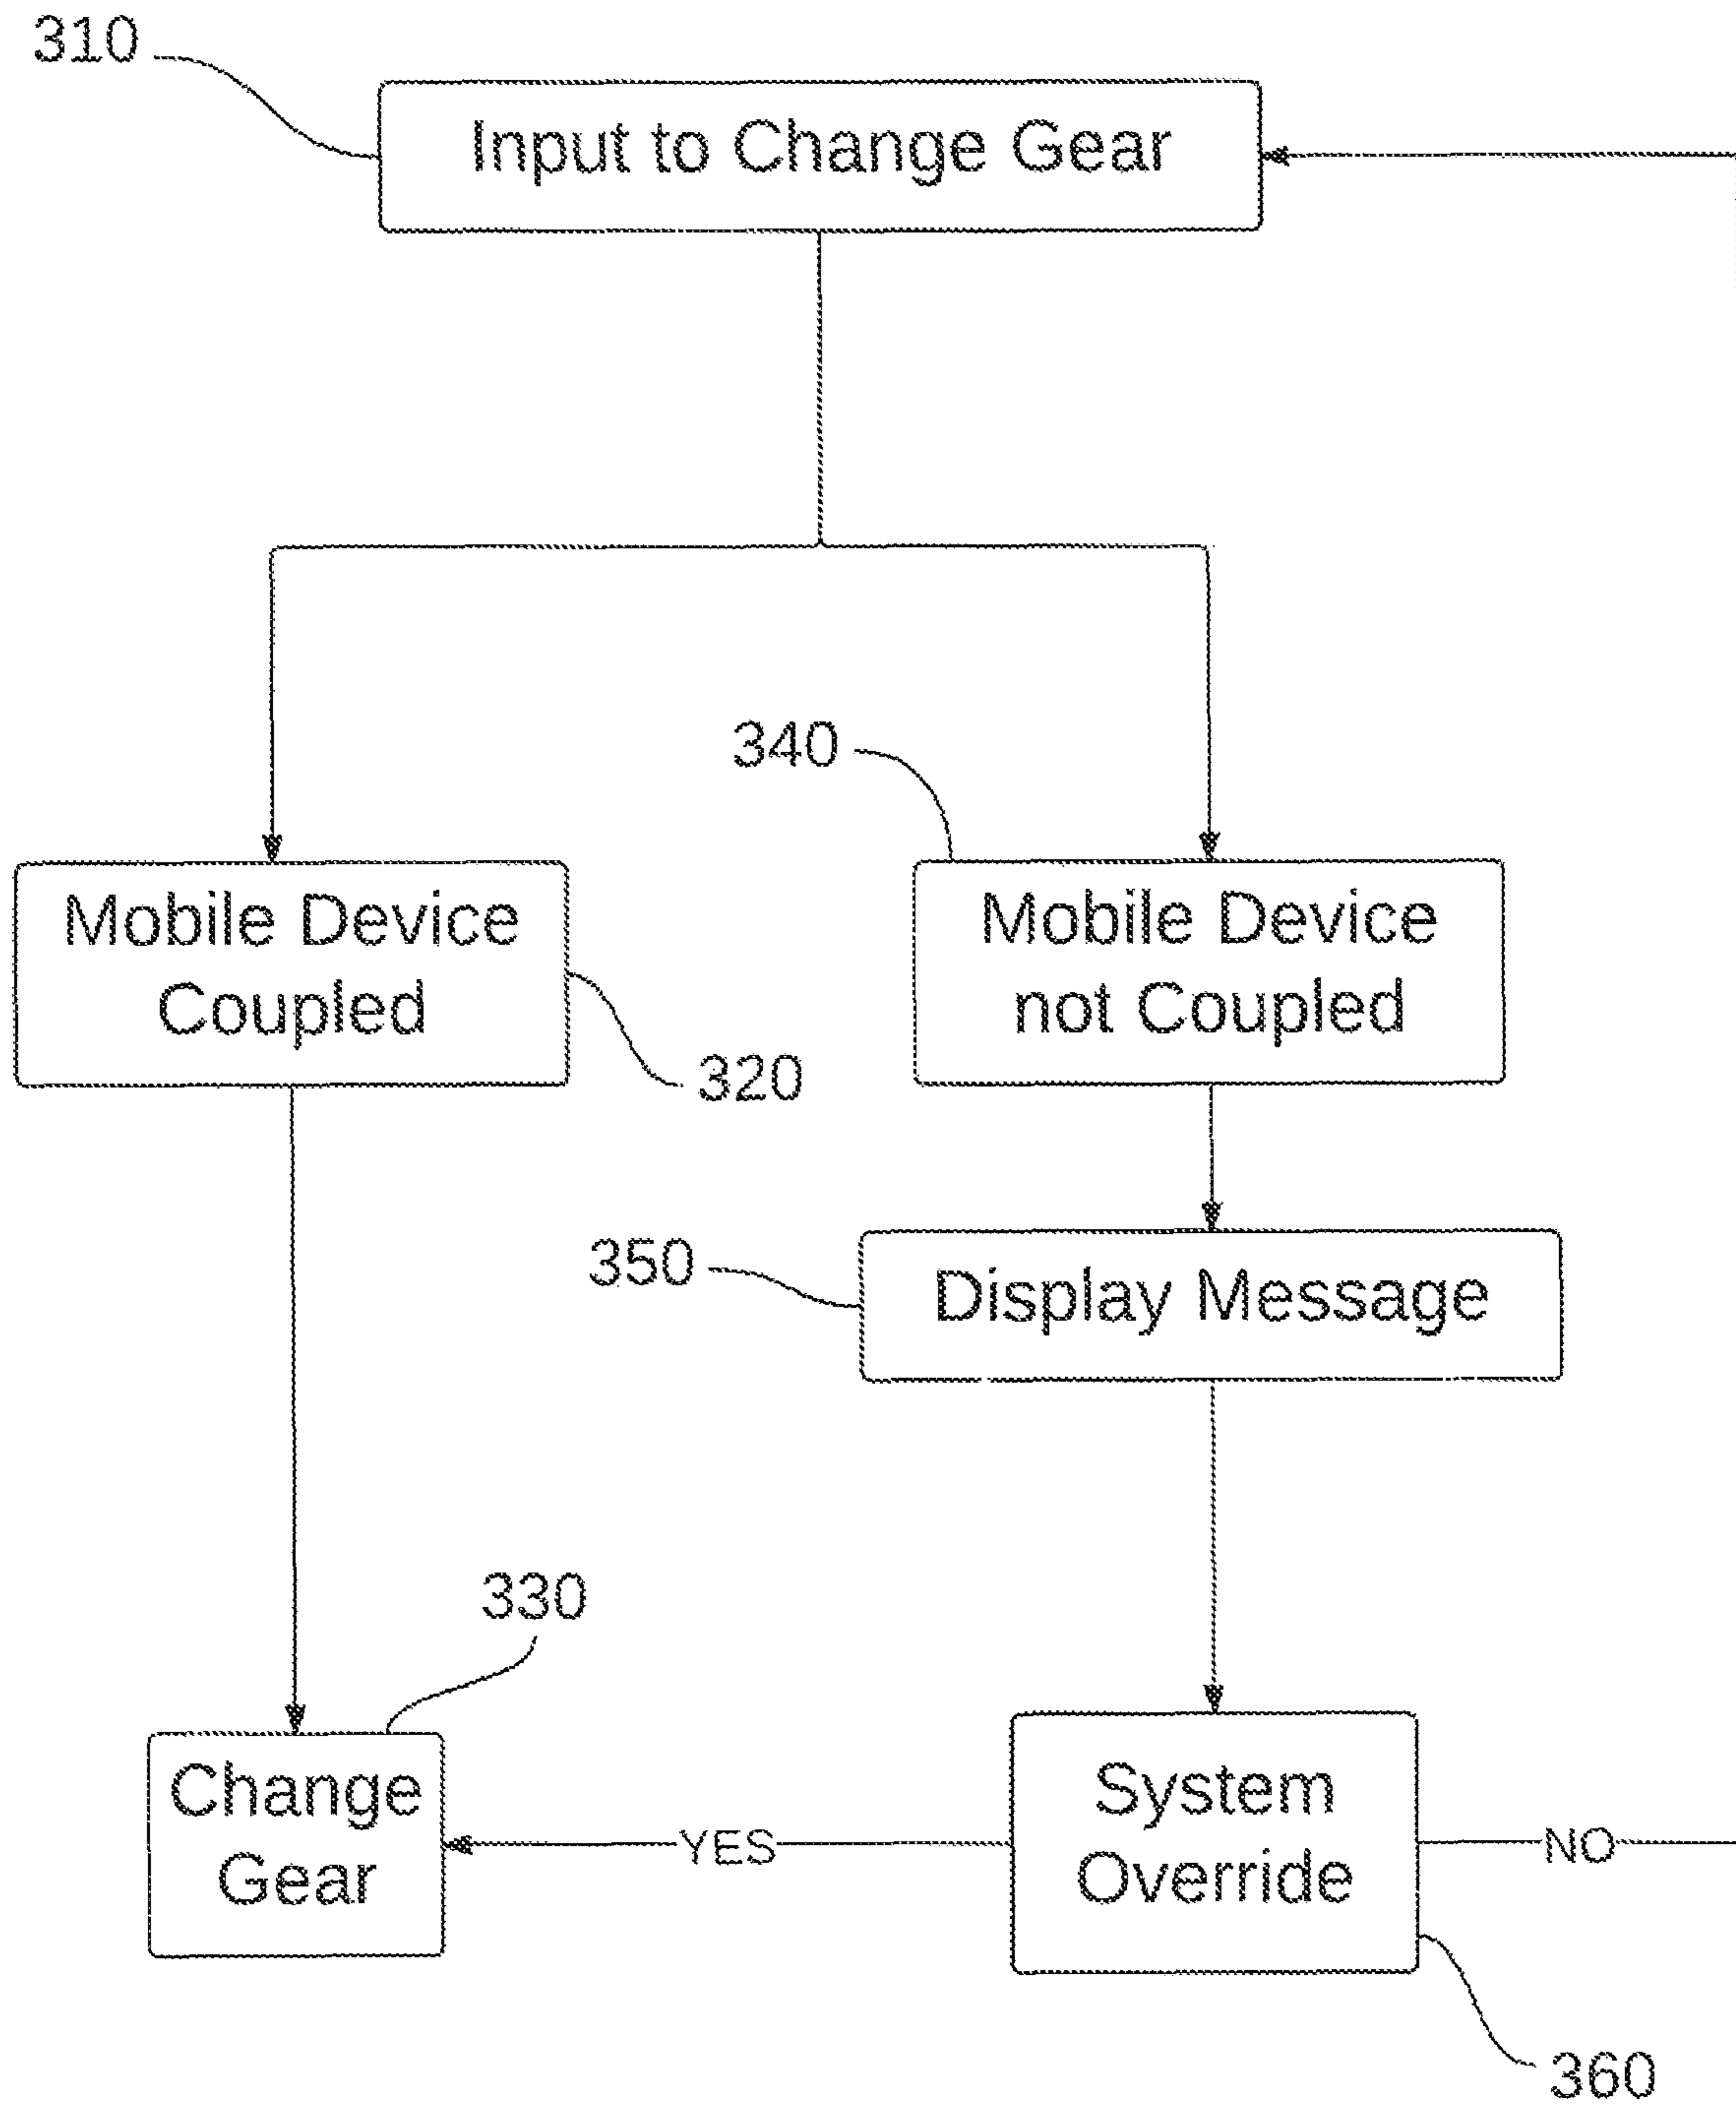 310
Input to Change Gear
340
Mobile Device
Coupled
Mobile Device
not Coupled
320
350
Display Message
330
Change
Gear
YES
System
Override
NO
360